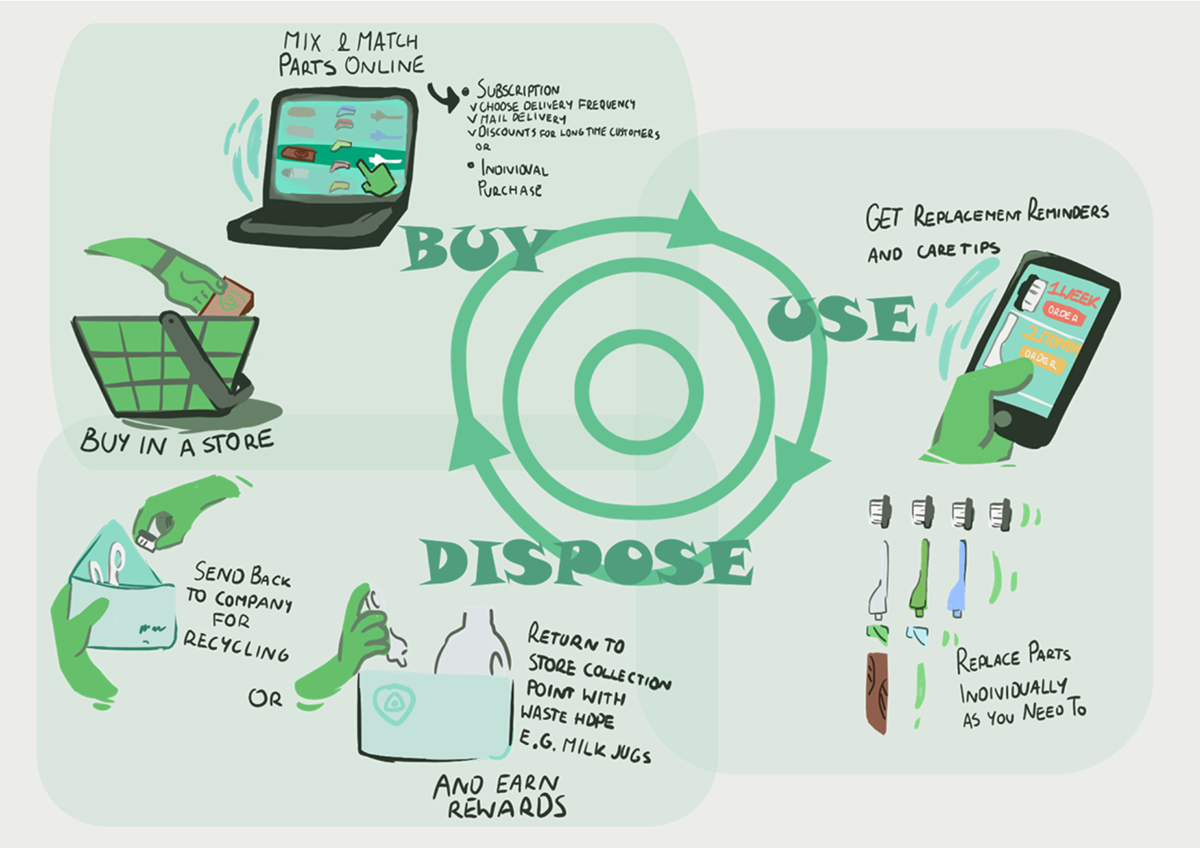 MIX & MATCH
PARTS ONLINE
• SUBSCRIPTION
✓ CHOOSE DELIVERY FREQUENCY
✓ MAIL DELIVERY
✓ DISCOUNTS FOR LONG TIME CUSTOMERS
OR
• INDIVIDUAL
PURCHASE
BUY
BUY IN A STORE
USE
GET REPLACEMENT REMINDERS
AND CARE TIPS
1 WEEK
ORDER
2 MONTH
ORDER
REPLACE PARTS
INDIVIDUALLY
AS YOU NEED TO
DISPOSE
SEND BACK
TO COMPANY
FOR
RECYCLING
OR
RETURN TO
STORE COLLECTION
POINT WITH
WASTE HDPE
E.G. MILK JUGS
AND EARN
REWARDS